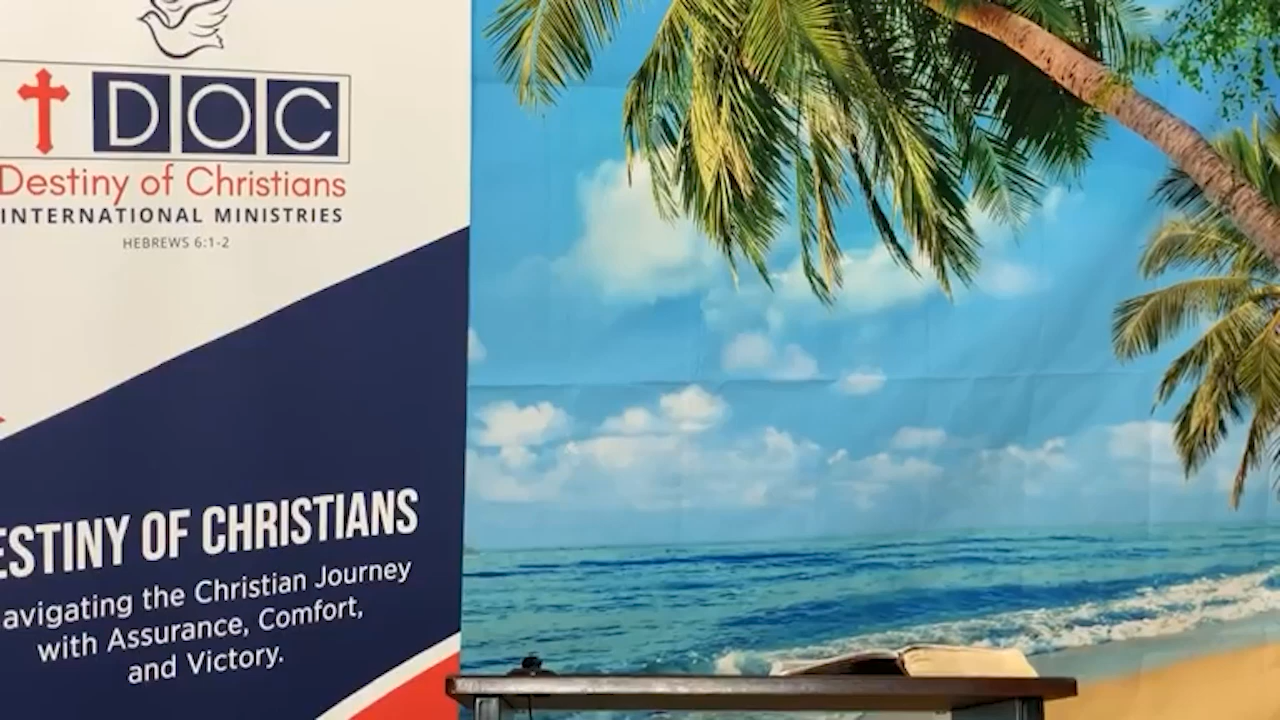 DOC
Destiny of Christians
INTERNATIONAL MINISTRIES
HEBREWS 6:1-2
ESTINY OF CHRISTIANS
avigating the Christian Journey
with Assurance, Comfort,
and Victory.